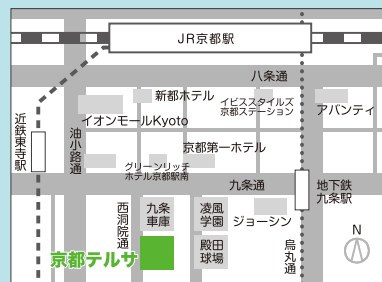 JR京都駅
八条通
新都ホテル
イビススタイルズ
京都ステーション
アバンティ
イオンモールKyoto
近鉄東寺駅
油小路通
京都第一ホテル
グリーンリッチ
ホテル京都駅南
九条通
地下鉄
九条駅
西洞院通
九条
車庫
凌風
学園
ジョーシン
烏丸通
殿田
球場
京都テルサ
N